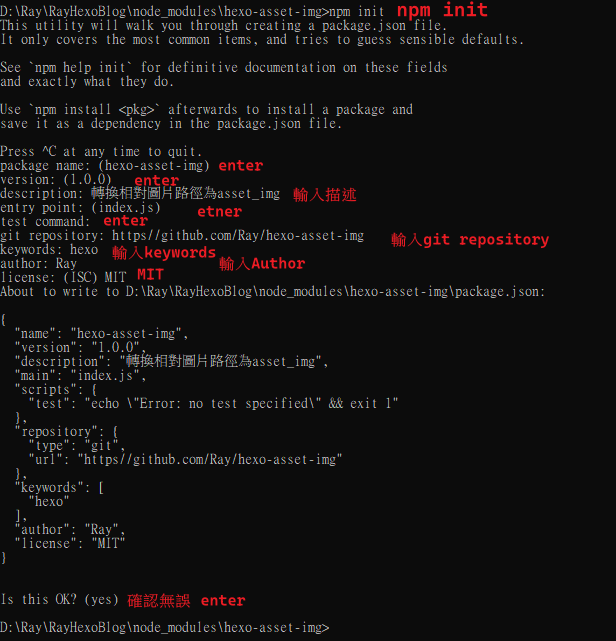 D:\Ray\RayHexoBlog\node_modules\hexo-asset-img>npm init npm init
This utility will walk you through creating a package.json file.
It only covers the most common items, and tries to guess sensible defaults.
See `npm help init` for definitive documentation on these fields
and exactly what they do.
Use `npm install <pkg>` afterwards to install a package and
save it as a dependency in the package.json file.
Press ^C at any time to quit.
package name: (hexo-asset-img) enter
version: (1.0.0) enter
description: 轉換相對圖片路徑為asset_img 輸入描述
entry point: (index.js) etner
test command: enter
git repository: https//github.com/Ray/hexo-asset-img 輸入git repository
keywords: hexo 輸入keywords
author: Ray 輸入Author
license: (ISC) MIT MIT
About to write to D:\Ray\RayHexoBlog\node_modules\hexo-asset-img\package.json:
{
"name": "hexo-asset-img",
"version": "1.0.0",
"description": "轉換相對圖片路徑為asset_img",
"main": "index.js",
"scripts": {
"test": "echo \"Error: no test specified\" && exit 1"
},
"repository": {
"type": "git",
"url": "https//github.com/Ray/hexo-asset-img"
},
"keywords": [
"hexo"
],
"author": "Ray",
"license": "MIT"
}
Is this OK? (yes) 確認無誤 enter
D:\Ray\RayHexoBlog\node_modules\hexo-asset-img>